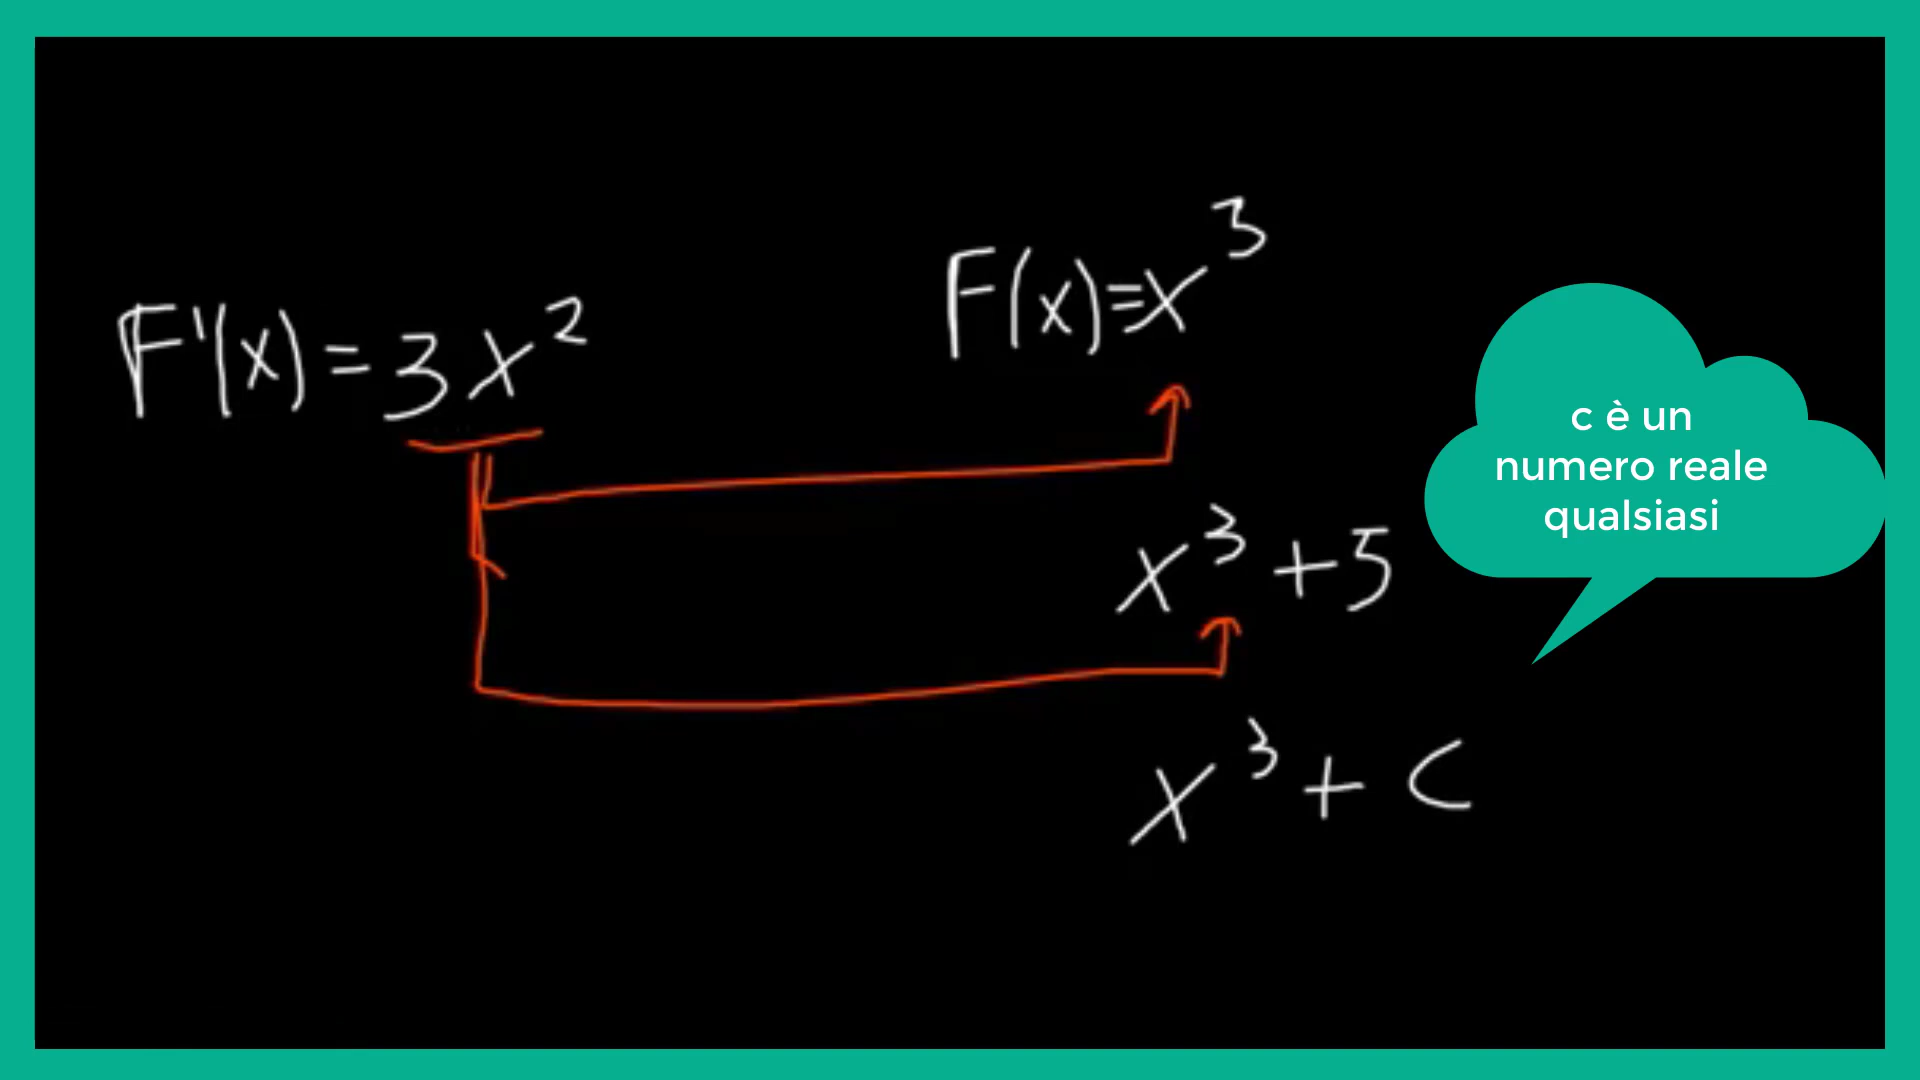 F'(x) = 3x²
F(x) = x³
c è un
numero reale
qualsiasi
x³ + 5
x³ + c